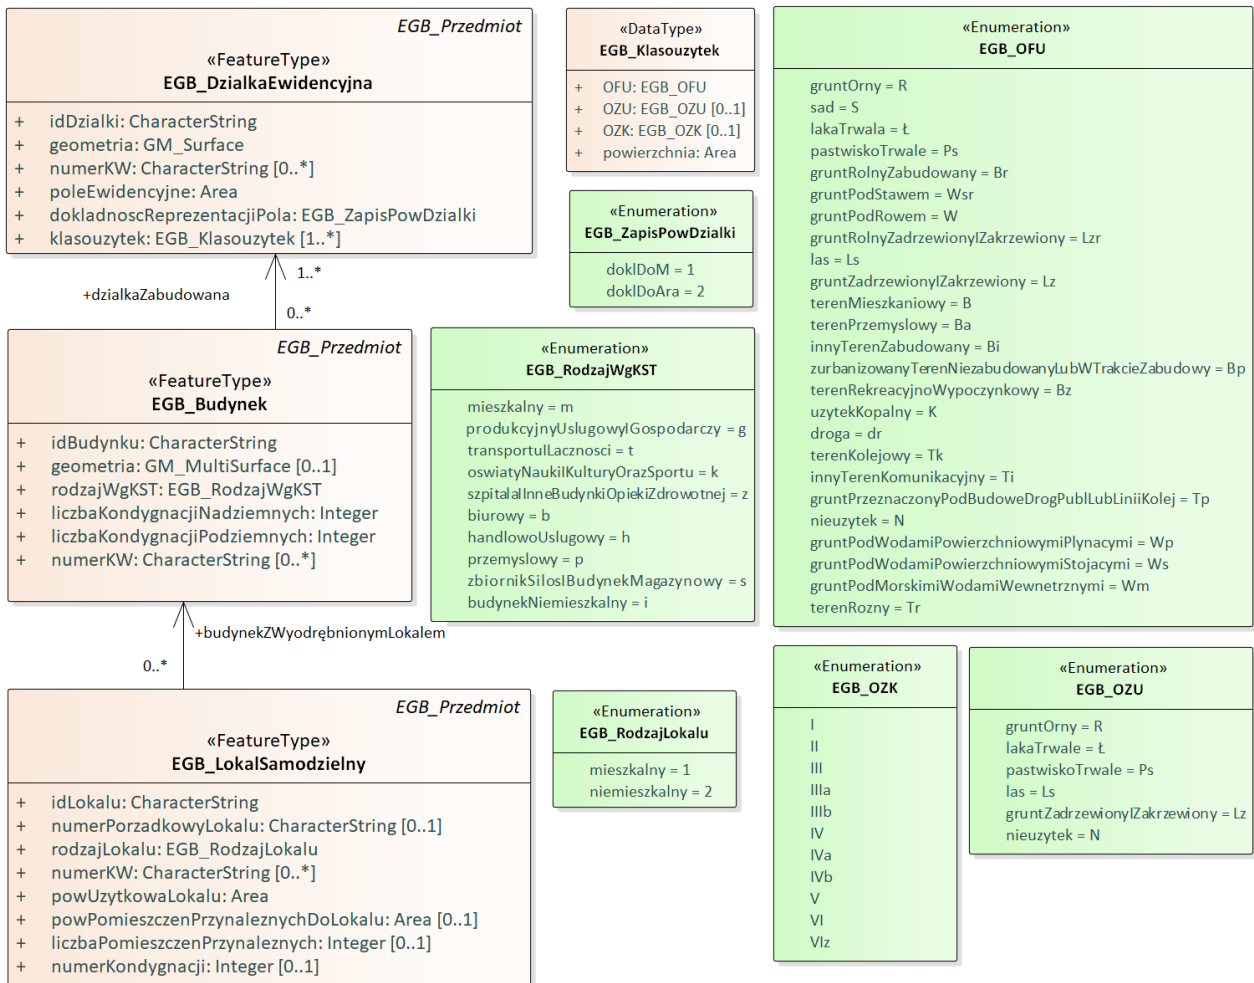 EGB_Przedmiot
«FeatureType»
EGB_DzialkaEwidencyjna
+ idDzialki: CharacterString
+ geometria: GM_Surface
+ numerKW: CharacterString [0..*]
+ poleEwidencyjne: Area
+ dokladnoscReprezentacjiPola: EGB_ZapisPowDzialki
+ klasouzytek: EGB_Klasouzytek [1..*]
1..*
+dzialkaZabudowana
0..*
EGB_Przedmiot
«FeatureType»
EGB_Budynek
+ idBudynku: CharacterString
+ geometria: GM_MultiSurface [0..1]
+ rodzajWgKST: EGB_RodzajWgKST
+ liczbaKondygnacjiNadziemnych: Integer
+ liczbaKondygnacjiPodziemnych: Integer
+ numerKW: CharacterString [0..*]
+budynekZWyodrębnionymLokalem
0..*
EGB_Przedmiot
«FeatureType»
EGB_LokalSamodzielny
+ idLokalu: CharacterString
+ numerPorzadkowyLokalu: CharacterString [0..1]
+ rodzajLokalu: EGB_RodzajLokalu
+ numerKW: CharacterString [0..*]
+ powUzytkowaLokalu: Area
+ powPomieszczenPrzynaleznychDoLokalu: Area [0..1]
+ liczbaPomieszczenPrzynaleznych: Integer [0..1]
+ numerKondygnacji: Integer [0..1]
«DataType»
EGB_Klasouzytek
+ OFU: EGB_OFU
+ OZU: EGB_OZU [0..1]
+ OZK: EGB_OZK [0..1]
+ powierzchnia: Area
«Enumeration»
EGB_ZapisPowDzialki
doklDoM = 1
doklDoAra = 2
«Enumeration»
EGB_RodzajWgKST
mieszkalny = m
produkcyjnyUslugowyIGospodarczy = g
transportuILacznosci = t
oswiatyNaukiIKulturyOrazSportu = k
szpitalaIInneBudynkiOpiekiZdrowotnej = z
biurowy = b
handlowoUslugowy = h
przemyslowy = p
zbiornikSilosIBudynekMagazynowy = s
budynekNiemieszkalny = i
«Enumeration»
EGB_RodzajLokalu
mieszkalny = 1
niemieszkalny = 2
«Enumeration»
EGB_OFU
gruntOrny = R
sad = S
lakaTrwala = Ł
pastwiskoTrwale = Ps
gruntRolnyZabudowany = Br
gruntPodStawem = Wsr
gruntPodRowem = W
gruntRolnyZadrzewionyIZakrzewiony = Lzr
las = Ls
gruntZadrzewionyIZakrzewiony = Lz
terenMieszkaniowy = B
terenPrzemyslowy = Ba
innyTerenZabudowany = Bi
zurbanizowanyTerenNiezabudowanyLubWTrakcieZabudowy = Bp
terenRekreacyjnoWypoczynkowy = Bz
uzytekKopalny = K
droga = dr
terenKolejowy = Tk
innyTerenKomunikacyjny = Ti
gruntPrzeznaczonyPodBudoweDrogPublLubLiniiKolej = Tp
nieuzytek = N
gruntPodWodamiPowierzchniowymiPlynacymi = Wp
gruntPodWodamiPowierzchniowymiStojacymi = Ws
gruntPodMorskimiWodamiWewnetrznymi = Wm
terenRozny = Tr
«Enumeration»
EGB_OZK
I
II
III
IIIa
IIIb
IV
IVa
IVb
V
VI
VIz
«Enumeration»
EGB_OZU
gruntOrny = R
lakaTrwale = Ł
pastwiskoTrwale = Ps
las = Ls
gruntZadrzewionyIZakrzewiony = Lz
nieuzytek = N